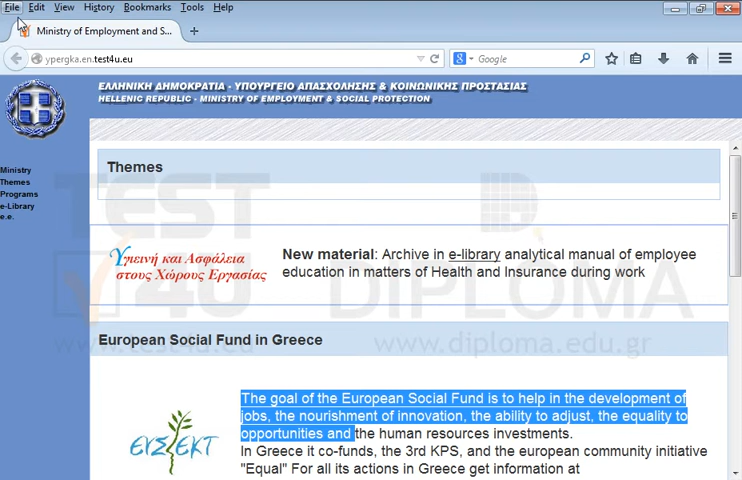 File Edit View History Bookmarks Tools Help
Ministry of Employment and S...
ypergka.en.test4u.eu
Google
ΕΛΛΗΝΙΚΗ ΔΗΜΟΚΡΑΤΙΑ - ΥΠΟΥΡΓΕΙΟ ΑΠΑΣΧΟΛΗΣΗΣ & ΚΟΙΝΩΝΙΚΗΣ ΠΡΟΣΤΑΣΙΑΣ
HELLENIC REPUBLIC - MINISTRY OF EMPLOYMENT & SOCIAL PROTECTION
Ministry
Themes
Programs
e-Library
e.e.
Themes
TEST
4U
DIPLOMA
www.test4u.eu
www.diploma.edu.gr
Υγιεινή και Ασφάλεια
στους Χώρους Εργασίας
New material: Archive in e-library analytical manual of employee
education in matters of Health and Insurance during work
European Social Fund in Greece
ΕΥΣΕΚΤ
The goal of the European Social Fund is to help in the development of
jobs, the nourishment of innovation, the ability to adjust, the equality to
opportunities and the human resources investments.
In Greece it co-funds, the 3rd KPS, and the european community initiative
"Equal" For all its actions in Greece get information at